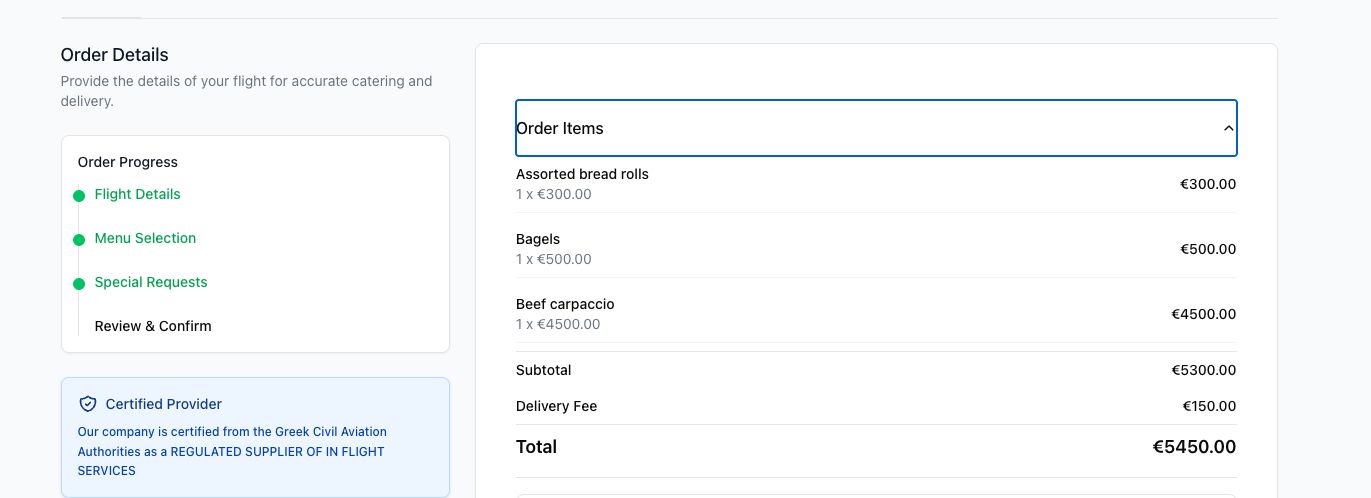 Order Details
Provide the details of your flight for accurate catering and
delivery.
Order Progress
Flight Details
Menu Selection
Special Requests
Review & Confirm
Certified Provider
Our company is certified from the Greek Civil Aviation
Authorities as a REGULATED SUPPLIER OF IN FLIGHT
SERVICES
Order Items
Assorted bread rolls
1 x €300.00
€300.00
Bagels
1 x €500.00
€500.00
Beef carpaccio
1 x €4500.00
€4500.00
Subtotal
€5300.00
Delivery Fee
€150.00
Total
€5450.00